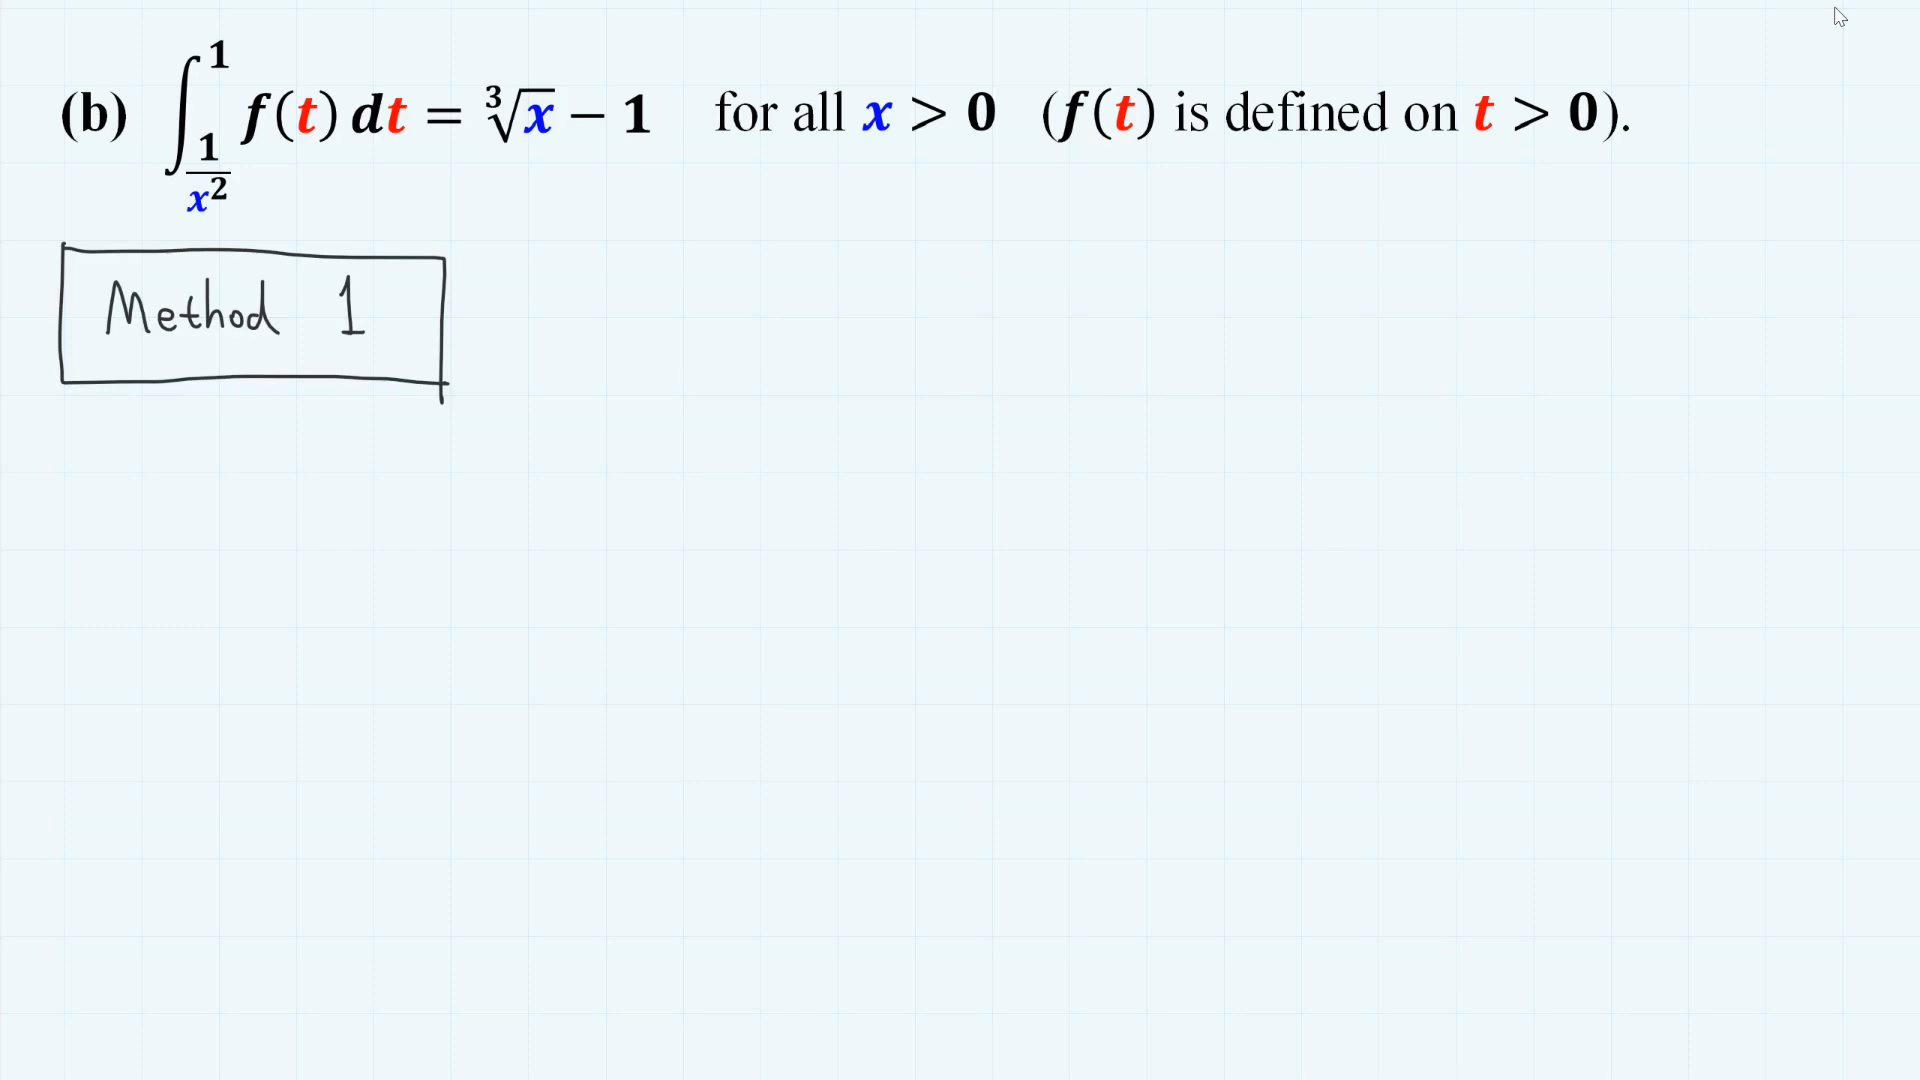 (b) ∫_{1/x²}^{1} f(t) dt = ∛x − 1 for all x > 0 (f(t) is defined on t > 0).
Method 1